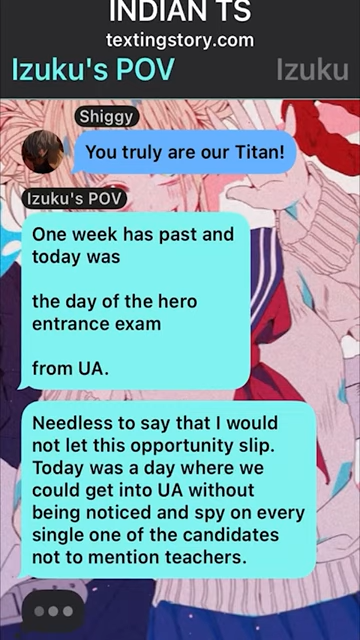 INDIAN TS
textingstory.com
Izuku's POV
Izuku
Shiggy
You truly are our Titan!
Izuku's POV
One week has past and
today was
the day of the hero
entrance exam
from UA.
Needless to say that I would
not let this opportunity slip.
Today was a day where we
could get into UA without
being noticed and spy on every
single one of the candidates
not to mention teachers.